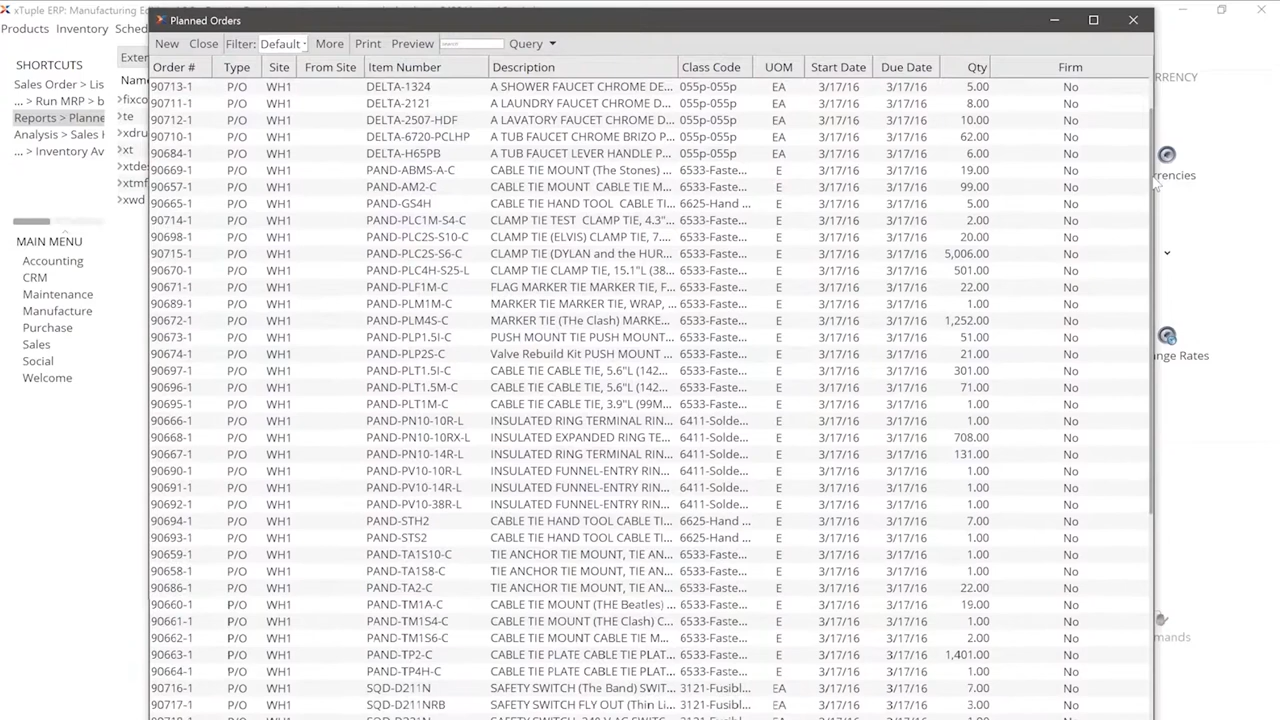 xTuple ERP: Manufacturing
Planned Orders
Products Inventory Sched
New Close Filter: Default More Print Preview search Query
SHORTCUTS
Sales Order > Lis
... > Run MRP > b
Reports > Planne
Analysis > Sales
... > Inventory Av
MAIN MENU
Accounting
CRM
Maintenance
Manufacture
Purchase
Sales
Social
Welcome
Exter
Name
>fixco
>te
>xdru
>xt
>xtdes
>xtmf
>xwd
Order # Type Site From Site Item Number Description Class Code UOM Start Date Due Date Qty Firm
90713-1 P/O WH1 DELTA-1324 A SHOWER FAUCET CHROME DE... 055p-055p EA 3/17/16 3/17/16 5.00 No
90711-1 P/O WH1 DELTA-2121 A LAUNDRY FAUCET CHROME D... 055p-055p EA 3/17/16 3/17/16 8.00 No
90712-1 P/O WH1 DELTA-2507-HDF A LAVATORY FAUCET CHROME D... 055p-055p EA 3/17/16 3/17/16 10.00 No
90710-1 P/O WH1 DELTA-6720-PCLHP A TUB FAUCET CHROME BRIZO P... 055p-055p EA 3/17/16 3/17/16 62.00 No
90684-1 P/O WH1 DELTA-H65PB A TUB FAUCET LEVER HANDLE P... 055p-055p EA 3/17/16 3/17/16 6.00 No
90669-1 P/O WH1 PAND-ABMS-A-C CABLE TIE MOUNT (The Stones) ... 6533-Faste... E 3/17/16 3/17/16 19.00 No
90657-1 P/O WH1 PAND-AM2-C CABLE TIE MOUNT CABLE TIE M... 6533-Faste... E 3/17/16 3/17/16 99.00 No
90665-1 P/O WH1 PAND-GS4H CABLE TIE HAND TOOL CABLE T... 6625-Hand ... E 3/17/16 3/17/16 5.00 No
90714-1 P/O WH1 PAND-PLC1M-S4-C CLAMP TIE TEST CLAMP TIE, 4.3"... 6533-Faste... E 3/17/16 3/17/16 2.00 No
90698-1 P/O WH1 PAND-PLC2S-S10-C CLAMP TIE (ELVIS) CLAMP TIE, 7.... 6533-Faste... E 3/17/16 3/17/16 20.00 No
90715-1 P/O WH1 PAND-PLC2S-S6-C CLAMP TIE (DYLAN and the HUR... 6533-Faste... E 3/17/16 3/17/16 5,006.00 No
90670-1 P/O WH1 PAND-PLC4H-S25-L CLAMP TIE CLAMP TIE, 15.1"L (38... 6533-Faste... E 3/17/16 3/17/16 501.00 No
90671-1 P/O WH1 PAND-PLF1M-C FLAG MARKER TIE MARKER TIE, F... 6533-Faste... E 3/17/16 3/17/16 22.00 No
90689-1 P/O WH1 PAND-PLM1M-C MARKER TIE MARKER TIE, WRAP, ... 6533-Faste... E 3/17/16 3/17/16 1.00 No
90672-1 P/O WH1 PAND-PLM4S-C MARKER TIE (The Clash) MARKE... 6533-Faste... E 3/17/16 3/17/16 1,252.00 No
90673-1 P/O WH1 PAND-PLP1.5I-C PUSH MOUNT TIE PUSH MOUNT... 6533-Faste... E 3/17/16 3/17/16 51.00 No
90674-1 P/O WH1 PAND-PLP2S-C Valve Rebuild Kit PUSH MOUNT ... 6533-Faste... E 3/17/16 3/17/16 21.00 No
90697-1 P/O WH1 PAND-PLT1.5I-C CABLE TIE CABLE TIE, 5.6"L (142... 6533-Faste... E 3/17/16 3/17/16 301.00 No
90696-1 P/O WH1 PAND-PLT1.5M-C CABLE TIE CABLE TIE, 5.6"L (142... 6533-Faste... E 3/17/16 3/17/16 71.00 No
90695-1 P/O WH1 PAND-PLT1M-C CABLE TIE CABLE TIE, 3.9"L (99M... 6533-Faste... E 3/17/16 3/17/16 1.00 No
90666-1 P/O WH1 PAND-PN10-10R-L INSULATED RING TERMINAL RIN... 6411-Solde... E 3/17/16 3/17/16 1.00 No
90668-1 P/O WH1 PAND-PN10-10RX-L INSULATED EXPANDED RING TE... 6411-Solde... E 3/17/16 3/17/16 708.00 No
90667-1 P/O WH1 PAND-PN10-14R-L INSULATED RING TERMINAL RIN... 6411-Solde... E 3/17/16 3/17/16 131.00 No
90690-1 P/O WH1 PAND-PV10-10R-L INSULATED FUNNEL-ENTRY RIN... 6411-Solde... E 3/17/16 3/17/16 1.00 No
90691-1 P/O WH1 PAND-PV10-14R-L INSULATED FUNNEL-ENTRY RIN... 6411-Solde... E 3/17/16 3/17/16 1.00 No
90692-1 P/O WH1 PAND-PV10-38R-L INSULATED FUNNEL-ENTRY RIN... 6411-Solde... E 3/17/16 3/17/16 1.00 No
90694-1 P/O WH1 PAND-STH2 CABLE TIE HAND TOOL CABLE TI... 6625-Hand ... E 3/17/16 3/17/16 7.00 No
90693-1 P/O WH1 PAND-STS2 CABLE TIE HAND TOOL CABLE TI... 6625-Hand ... E 3/17/16 3/17/16 1.00 No
90659-1 P/O WH1 PAND-TA1S10-C TIE ANCHOR TIE MOUNT, TIE AN... 6533-Faste... E 3/17/16 3/17/16 1.00 No
90658-1 P/O WH1 PAND-TA1S8-C TIE ANCHOR TIE MOUNT, TIE AN... 6533-Faste... E 3/17/16 3/17/16 1.00 No
90686-1 P/O WH1 PAND-TA2-C TIE ANCHOR TIE MOUNT, TIE AN... 6533-Faste... E 3/17/16 3/17/16 22.00 No
90660-1 P/O WH1 PAND-TM1A-C CABLE TIE MOUNT (THE Beatles) ... 6533-Faste... E 3/17/16 3/17/16 19.00 No
90661-1 P/O WH1 PAND-TM1S4-C CABLE TIE MOUNT (THE Clash) C... 6533-Faste... E 3/17/16 3/17/16 1.00 No
90662-1 P/O WH1 PAND-TM1S6-C CABLE TIE MOUNT CABLE TIE M... 6533-Faste... E 3/17/16 3/17/16 2.00 No
90663-1 P/O WH1 PAND-TP2-C CABLE TIE PLATE CABLE TIE PLAT... 6533-Faste... E 3/17/16 3/17/16 1,401.00 No
90664-1 P/O WH1 PAND-TP4H-C CABLE TIE PLATE CABLE TIE PLAT... 6533-Faste... E 3/17/16 3/17/16 1.00 No
90716-1 P/O WH1 SQD-D211N SAFETY SWITCH (The Band) SWIT... 3121-Fusibl... EA 3/17/16 3/17/16 7.00 No
90717-1 P/O WH1 SQD-D211NRB SAFETY SWITCH FLY OUT (Thin Li... 3121-Fusibl... EA 3/17/16 3/17/16 3.00 No
RRENCY
rrencies
nge Rates
mands